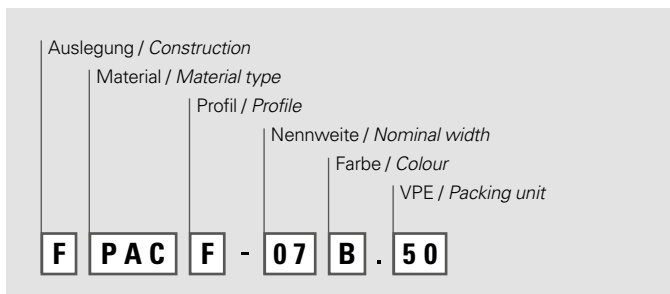 Auslegung / Construction
Material / Material type
Profil / Profile
Nennweite / Nominal width
Farbe / Colour
VPE / Packing unit
F PAC F - 07 B . 50